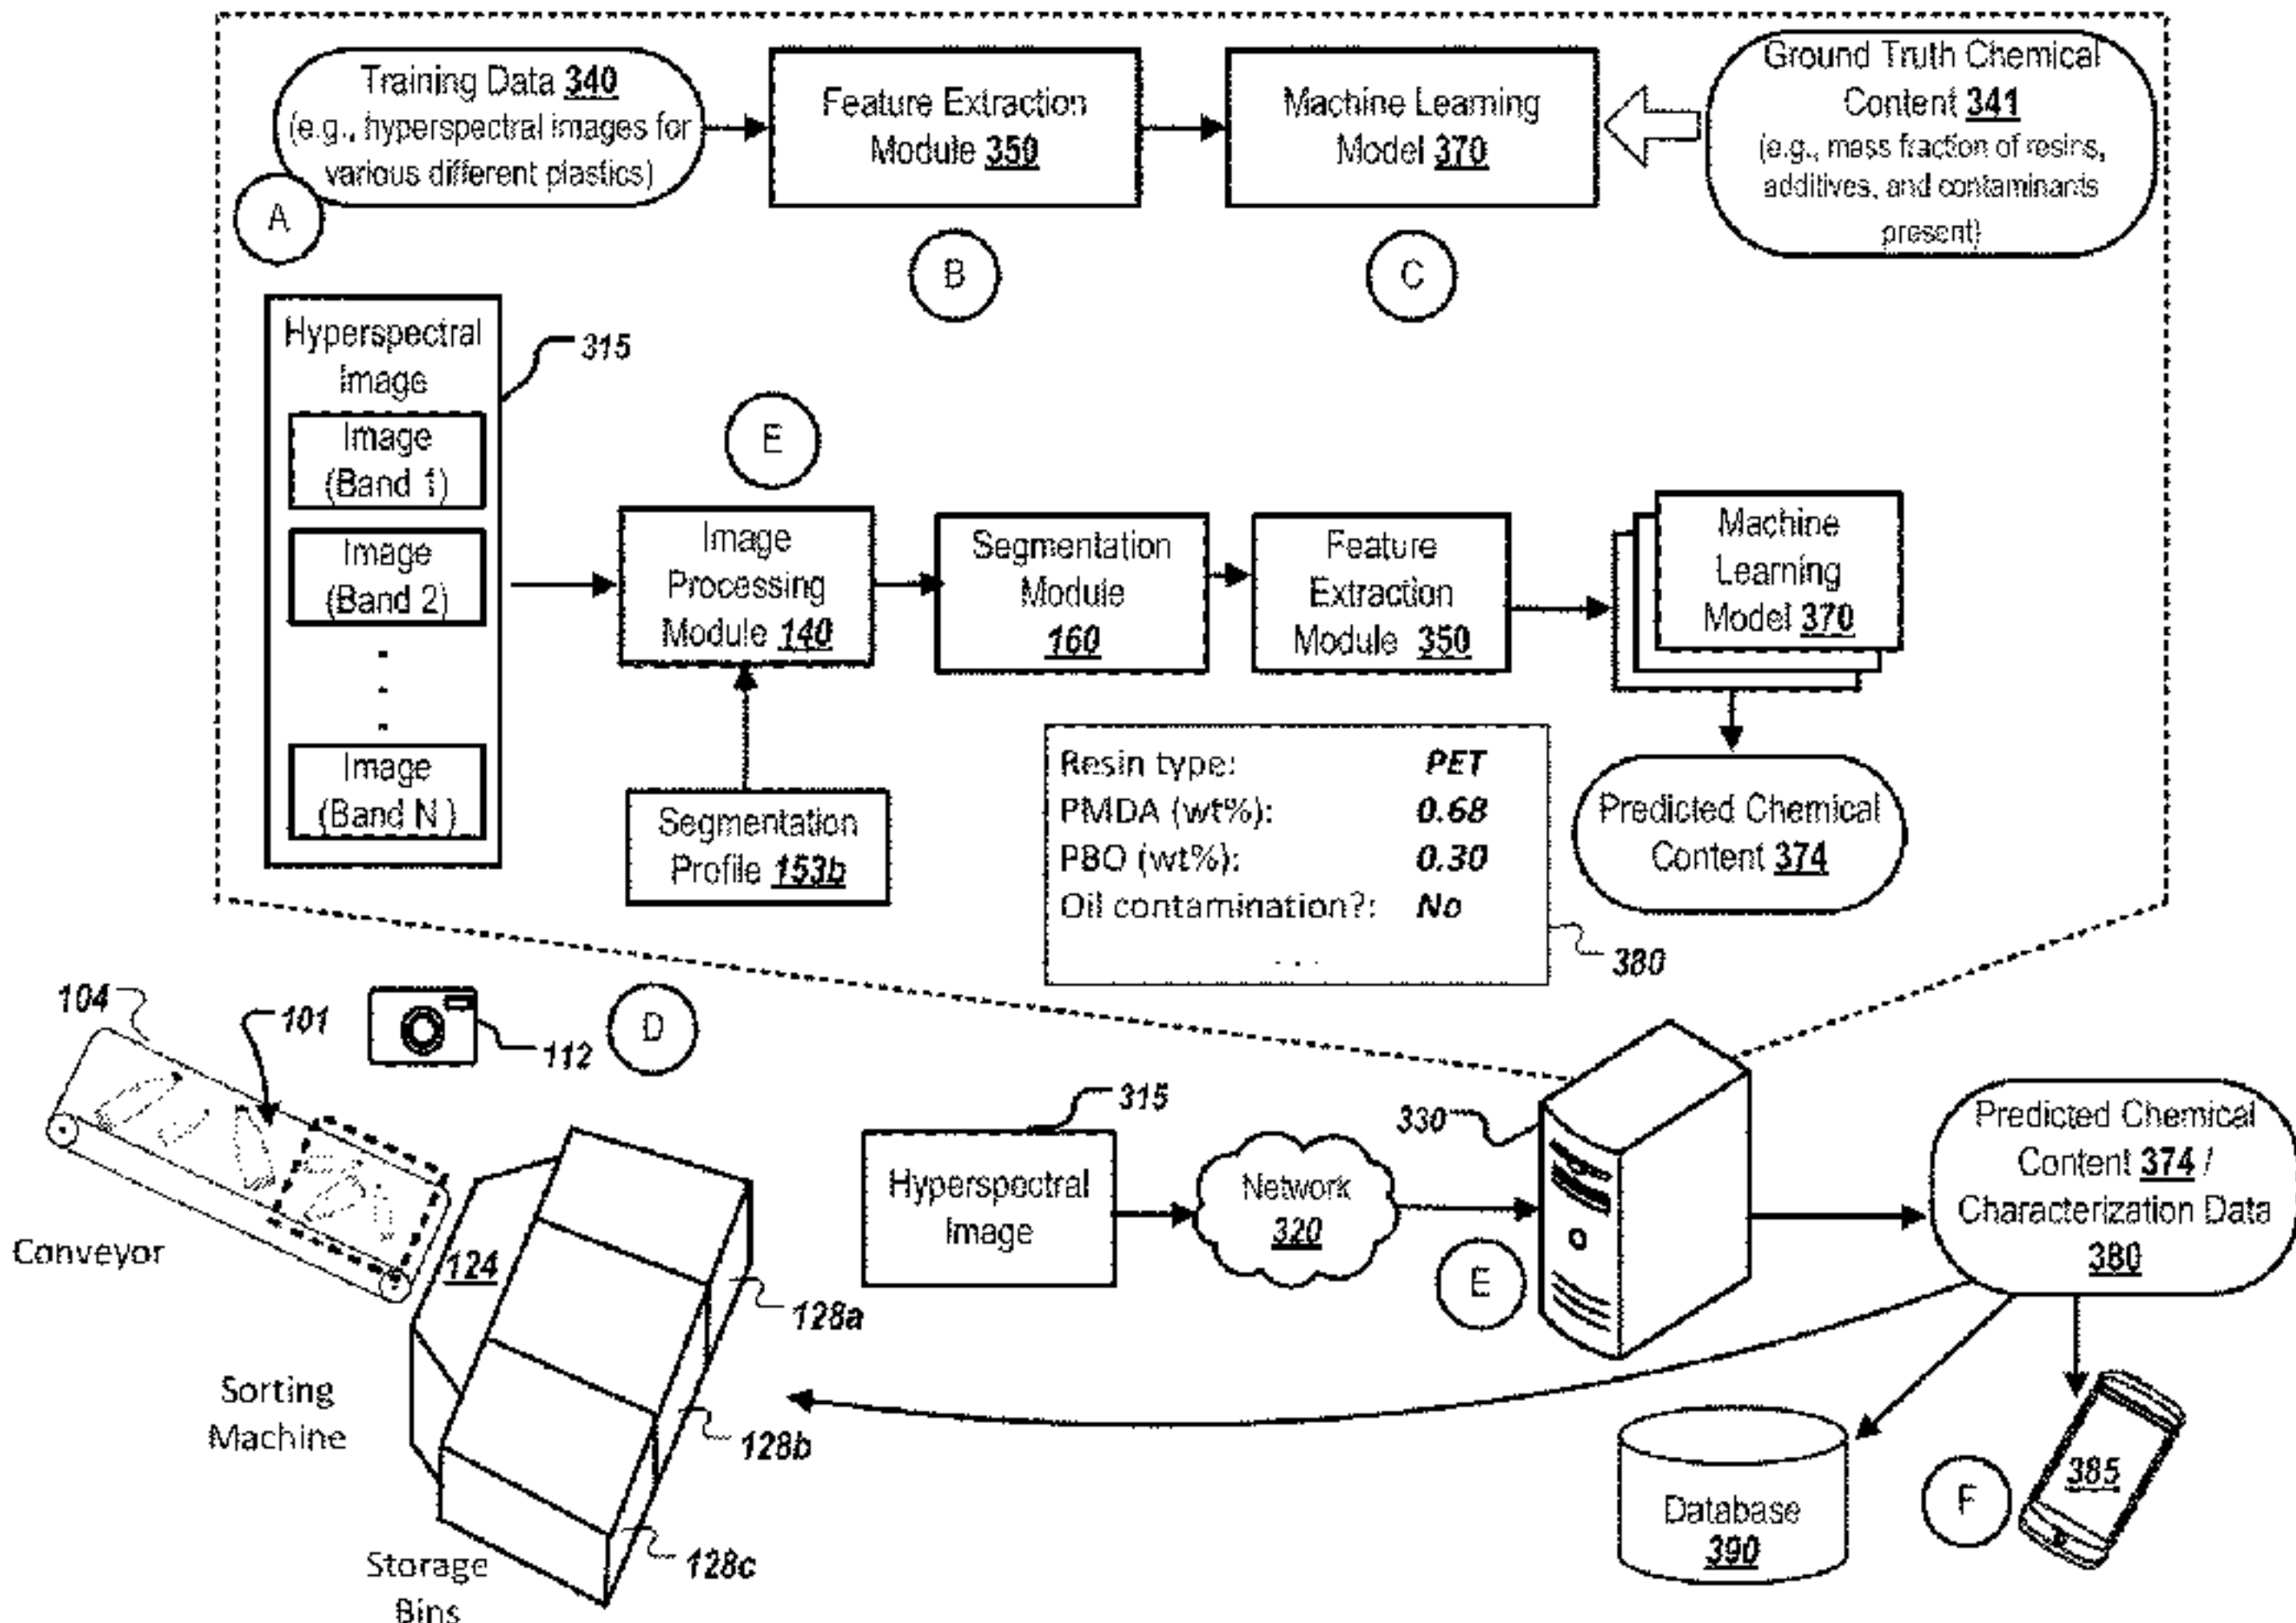 Training Data 340
(e.g., hyperspectral images for
various different plastics)
A
Feature Extraction
Module 350
B
Machine Learning
Model 370
C
Ground Truth Chemical
Content 341
(e.g., mass fraction of resins,
additives, and contaminants
present)
Hyperspectral
Image
315
Image
(Band 1)
Image
(Band 2)
Image
(Band N )
E
Image
Processing
Module 140
Segmentation
Profile 153b
Segmentation
Module
160
Feature
Extraction
Module 350
Machine
Learning
Model 370
Predicted Chemical
Content 374
Resin type: PET
PMDA (wt%): 0.68
PBO (wt%): 0.30
Oil contamination?: No
. . .
380
104
101
112
D
Conveyor
124
Sorting
Machine
128a
128b
128c
Storage
Bins
315
Hyperspectral
Image
Network
320
330
E
Predicted Chemical
Content 374 /
Characterization Data
380
Database
390
F
385